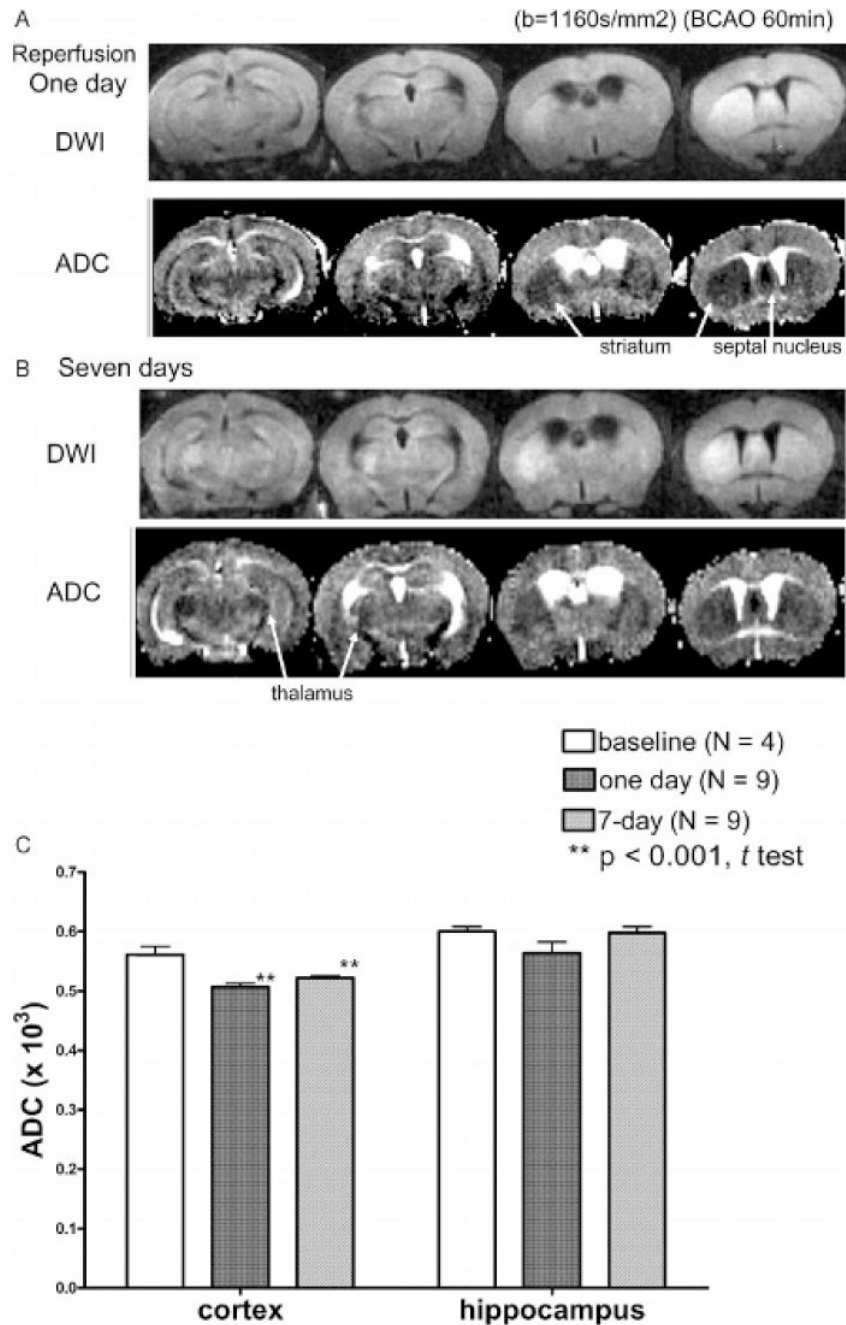 A
(b=1160s/mm2) (BCAO 60min)
Reperfusion
One day
DWI
ADC
striatum
septal nucleus
B Seven days
DWI
ADC
thalamus
baseline (N = 4)
one day (N = 9)
7-day (N = 9)
** p < 0.001, t test
C
0.7
0.6
0.5
0.4
0.3
0.2
0.1
0.0
ADC (x 10³)
**
**
cortex
hippocampus